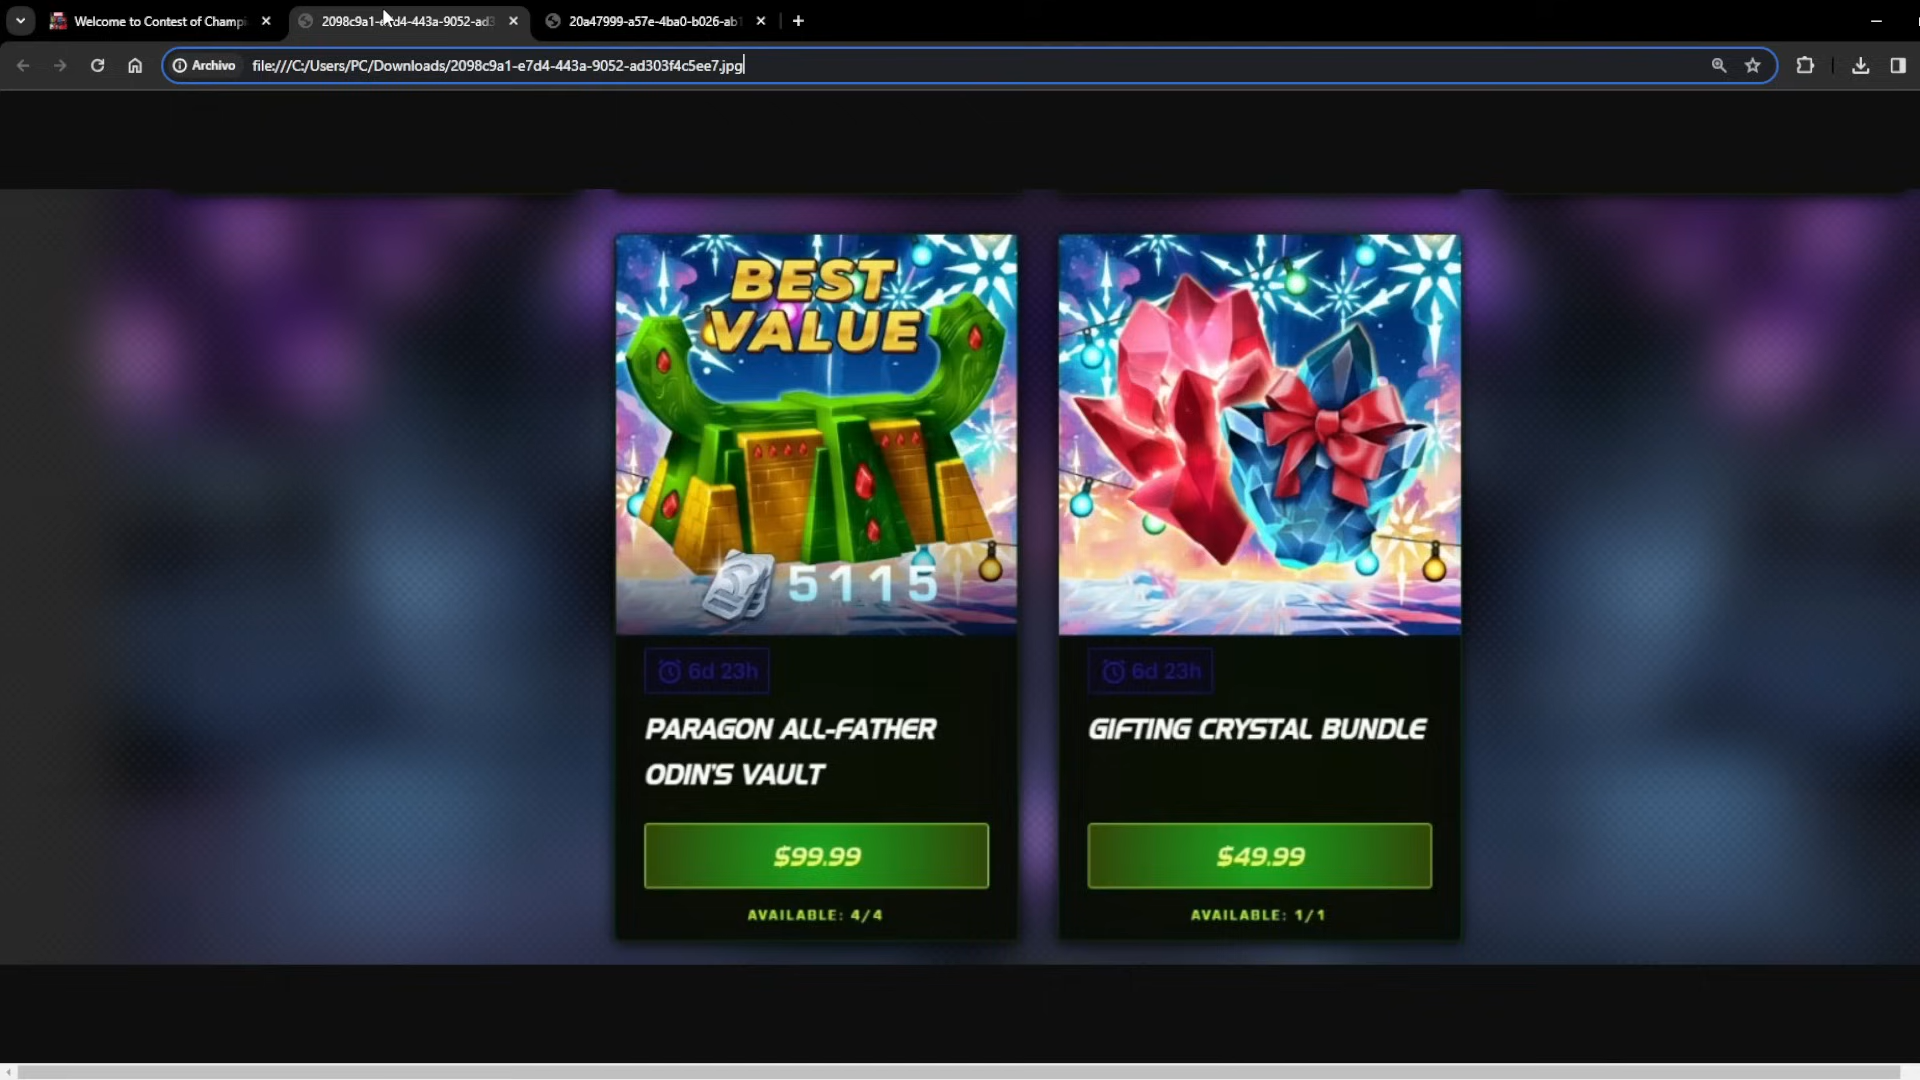 Welcome to Contest of Champi
2098c9a1-e7d4-443a-9052-ad3
20a47999-a57e-4ba0-b026-ab1
Archivo
file:///C:/Users/PC/Downloads/2098c9a1-e7d4-443a-9052-ad303f4c5ee7.jpg
BEST
VALUE
5115
6d 23h
PARAGON ALL-FATHER
ODIN'S VAULT
$99.99
AVAILABLE: 4/4
6d 23h
GIFTING CRYSTAL BUNDLE
$49.99
AVAILABLE: 1/1